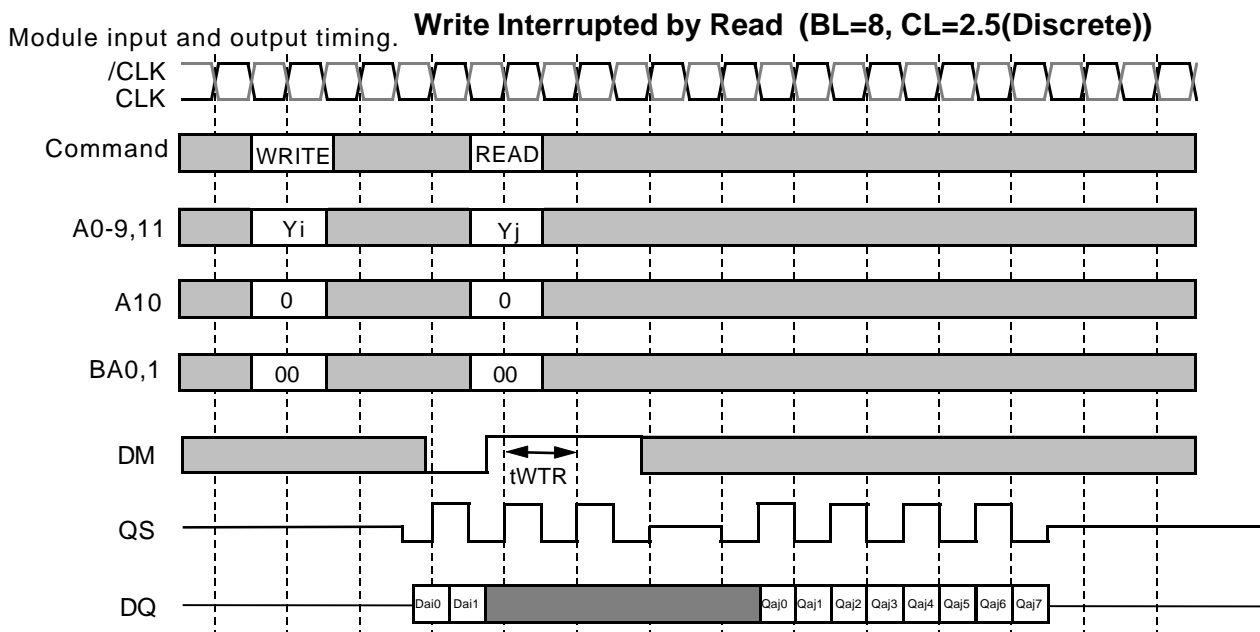 Write Interrupted by Read (BL=8, CL=2.5(Discrete))
Module input and output timing.
/CLK
CLK
Command WRITE READ
A0-9,11 Yi Yj
A10 0 0
BA0,1 00 00
DM
tWTR
QS
DQ Dai0 Dai1 Qaj0 Qaj1 Qaj2 Qaj3 Qaj4 Qaj5 Qaj6 Qaj7